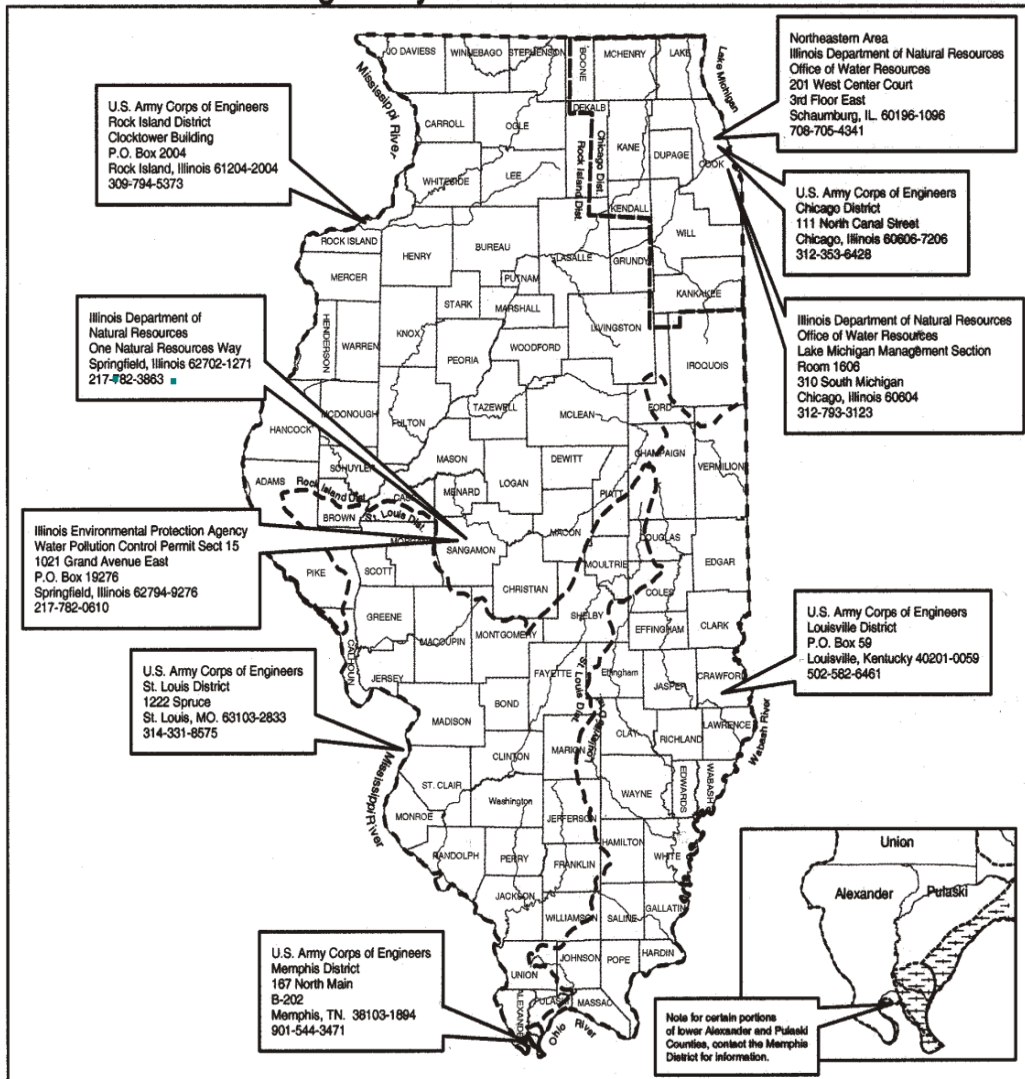 Northeastern Area
Illinois Department of Natural Resources
Office of Water Resources
201 West Center Court
3rd Floor East
Schaumburg, IL. 60196-1096
708-705-4341
U.S. Army Corps of Engineers
Rock Island District
Clocktower Building
P.O. Box 2004
Rock Island, Illinois 61204-2004
309-794-5373
U.S. Army Corps of Engineers
Chicago District
111 North Canal Street
Chicago, Illinois 60606-7206
312-353-6428
Illinois Department of
Natural Resources
One Natural Resources Way
Springfield, Illinois 62702-1271
217-782-3863
Illinois Department of Natural Resources
Office of Water Resources
Lake Michigan Management Section
Room 1606
310 South Michigan
Chicago, Illinois 60604
312-793-3123
Illinois Environmental Protection Agency
Water Pollution Control Permit Sect 15
1021 Grand Avenue East
P.O. Box 19276
Springfield, Illinois 62794-9276
217-782-0610
U.S. Army Corps of Engineers
Louisville District
P.O. Box 59
Louisville, Kentucky 40201-0059
502-582-6461
U.S. Army Corps of Engineers
St. Louis District
1222 Spruce
St. Louis, MO. 63103-2833
314-331-8575
U.S. Army Corps of Engineers
Memphis District
167 North Main
B-202
Memphis, TN. 38103-1894
901-544-3471
JO DAVIESS
WINNEBAGO
STEPHENSON
BOONE
MCHENRY
LAKE
Lake Michigan
Mississippi River
CARROLL
OGLE
DEKALB
KANE
DUPAGE
COOK
Chicago Dist.
Rock Island Dist.
WHITESIDE
LEE
KENDALL
WILL
ROCK ISLAND
HENRY
BUREAU
LASALLE
GRUNDY
MERCER
PUTNAM
KANKAKEE
STARK
MARSHALL
HENDERSON
WARREN
KNOX
PEORIA
WOODFORD
LIVINGSTON
IROQUOIS
MCDONOUGH
FULTON
TAZEWELL
MCLEAN
FORD
HANCOCK
SCHUYLER
MASON
LOGAN
DEWITT
CHAMPAIGN
VERMILION
ADAMS
Rock Island Dist.
BROWN
CASS
St. Louis Dist.
MENARD
PIATT
SANGAMON
MACON
DOUGLAS
EDGAR
PIKE
SCOTT
CHRISTIAN
MOULTRIE
COLES
GREENE
SHELBY
MACOUPIN
MONTGOMERY
EFFINGHAM
CLARK
CALHOUN
JERSEY
FAYETTE
St. Louis Dist.
Effingham
JASPER
CRAWFORD
MADISON
BOND
Louisville Dist.
CLAY
RICHLAND
LAWRENCE
Wabash River
Mississippi River
ST. CLAIR
CLINTON
MARION
WAYNE
EDWARDS
WABASH
MONROE
Washington
JEFFERSON
RANDOLPH
PERRY
HAMILTON
WHITE
FRANKLIN
JACKSON
WILLIAMSON
SALINE
GALLATIN
UNION
JOHNSON
POPE
HARDIN
ALEXANDER
PULASKI
MASSAC
Ohio River
Union
Alexander
Pulaski
Note for certain portions
of lower Alexander and Pulaski
Counties, contact the Memphis
District for information.